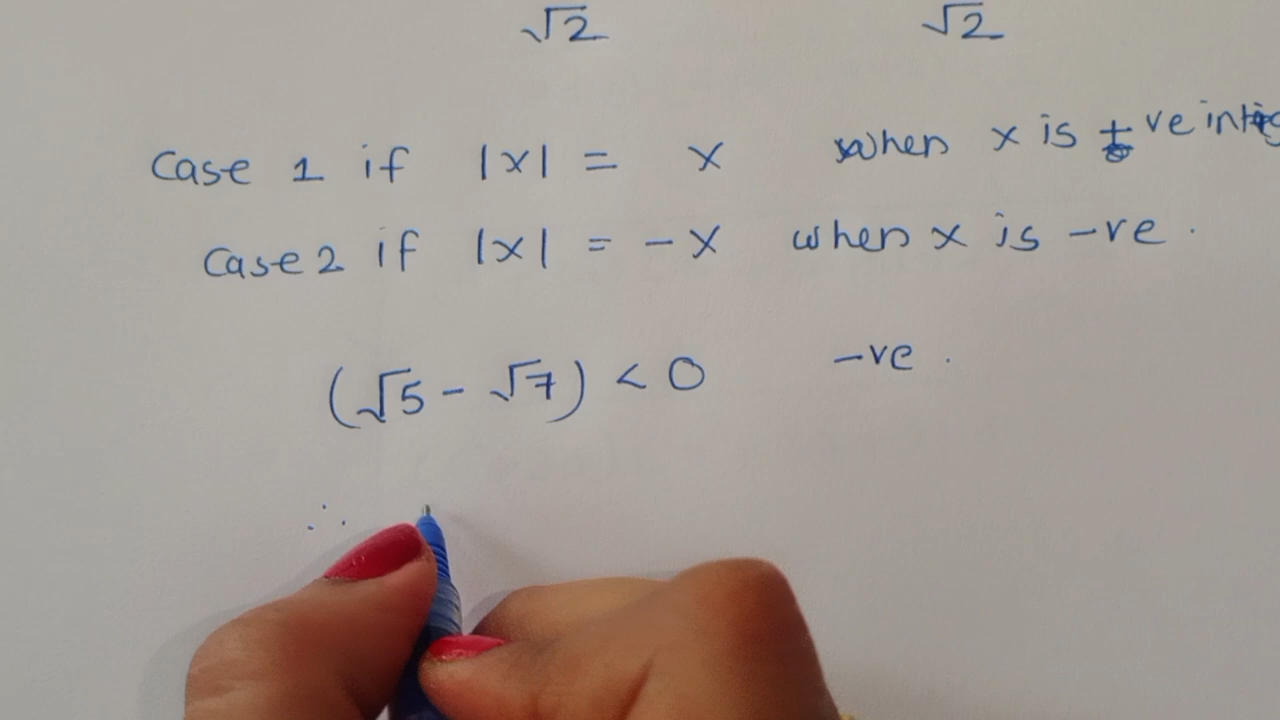 √2 √2
Case 1 if |x| = x when x is +ve
Case 2 if |x| = -x when x is -ve.
(√5 - √7) < 0 -ve.
∴